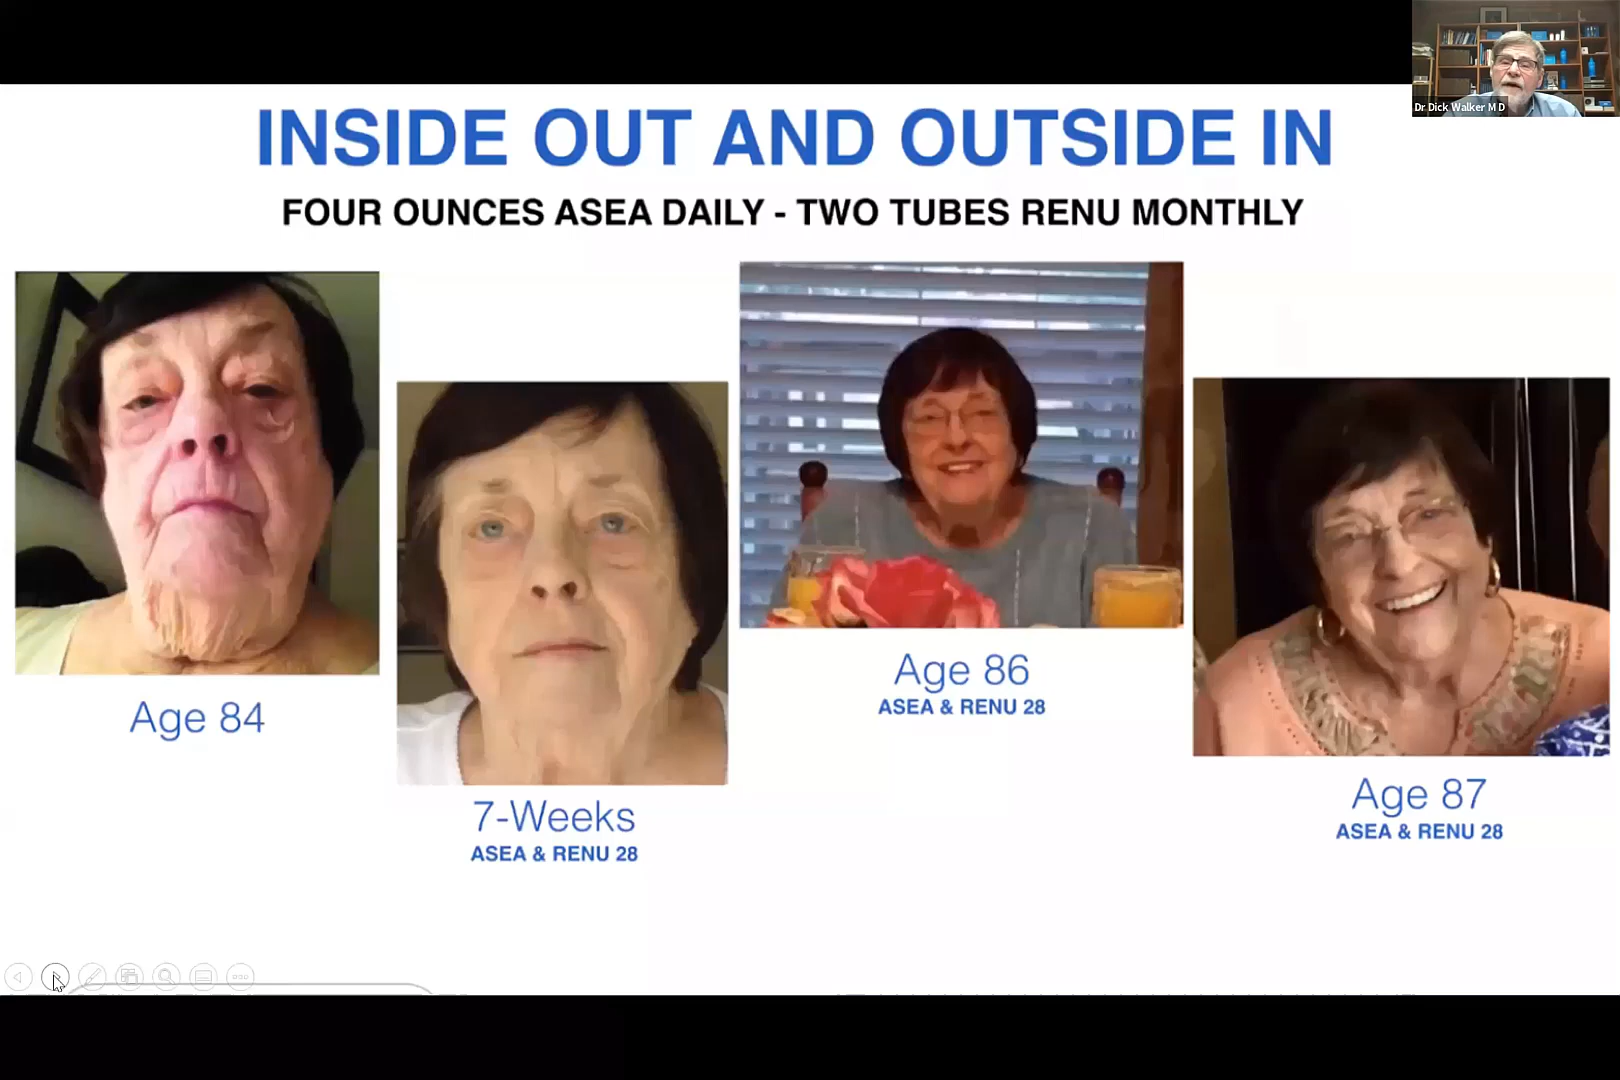 Dr Dick Walker M D
INSIDE OUT AND OUTSIDE IN
FOUR OUNCES ASEA DAILY - TWO TUBES RENU MONTHLY
Age 84
7-Weeks
ASEA & RENU 28
Age 86
ASEA & RENU 28
Age 87
ASEA & RENU 28